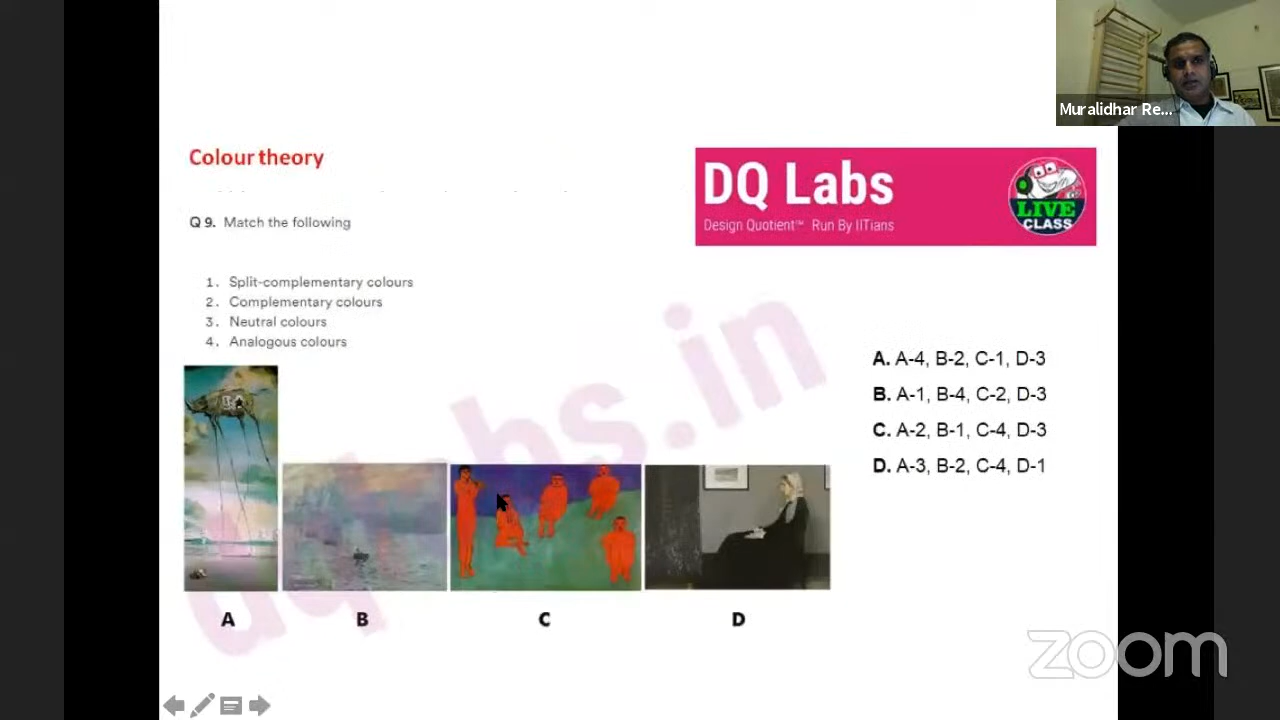 Muralidhar Re...
Colour theory
DQ Labs
Design Quotient™ Run By IITians
LIVE
CLASS
Q 9. Match the following
1. Split-complementary colours
2. Complementary colours
3. Neutral colours
4. Analogous colours
A. A-4, B-2, C-1, D-3
B. A-1, B-4, C-2, D-3
C. A-2, B-1, C-4, D-3
D. A-3, B-2, C-4, D-1
A
B
C
D
dqlabs.in
zoom